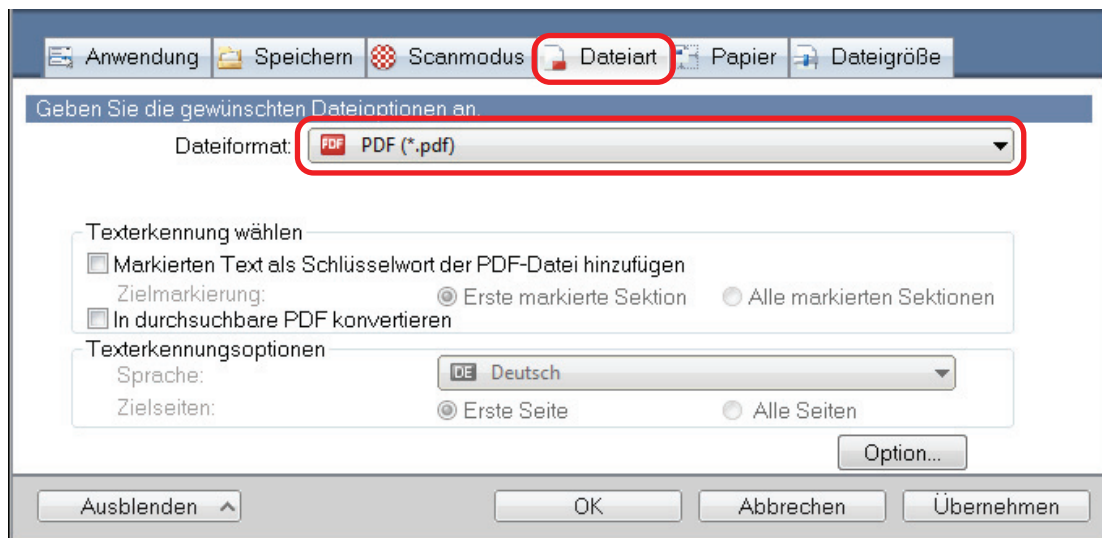 Anwendung Speichern Scanmodus Dateiart Papier Dateigröße
Geben Sie die gewünschten Dateioptionen an.
Dateiformat: PDF PDF (*.pdf)
Texterkennung wählen
Markierten Text als Schlüsselwort der PDF-Datei hinzufügen
Zielmarkierung: Erste markierte Sektion Alle markierten Sektionen
In durchsuchbare PDF konvertieren
Texterkennungsoptionen
Sprache: DE Deutsch
Zielseiten: Erste Seite Alle Seiten
Option...
Ausblenden OK Abbrechen Übernehmen